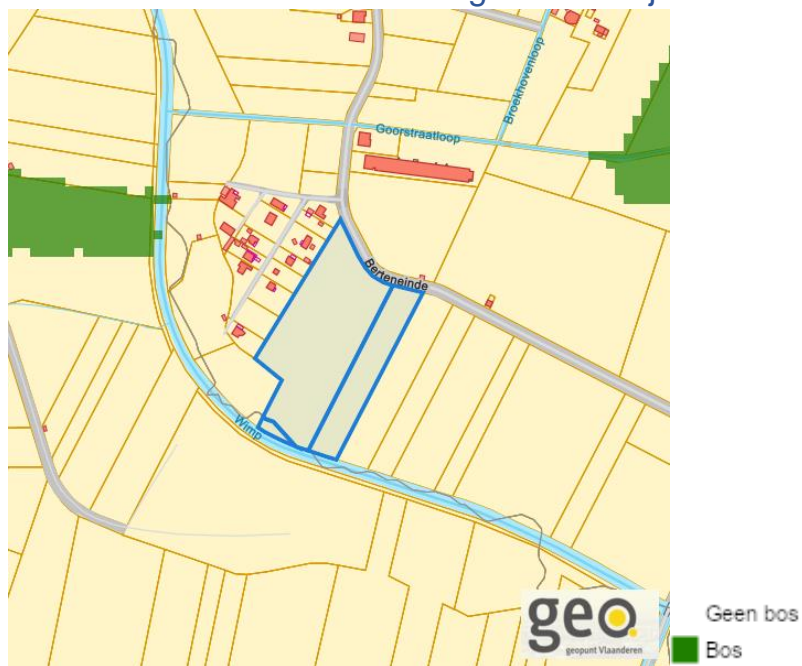 Goorstraatloop
Broekhovenloop
Berteneinde
Wimp
geo.
geopunt Vlaanderen
Geen bos
Bos